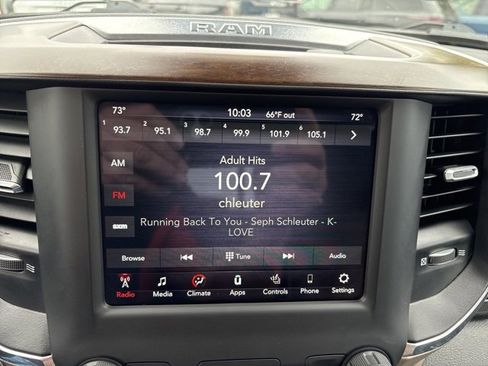 RAM
73° 10:03 66°F out 72°
1 93.7 2 95.1 3 98.7 4 99.9 5 101.9 6 105.1
AM
Adult Hits
FM
100.7
chleuter
SXM
Running Back To You - Seph Schleuter - K-
LOVE
Browse Tune Audio
Radio Media Climate Apps Controls Phone Settings